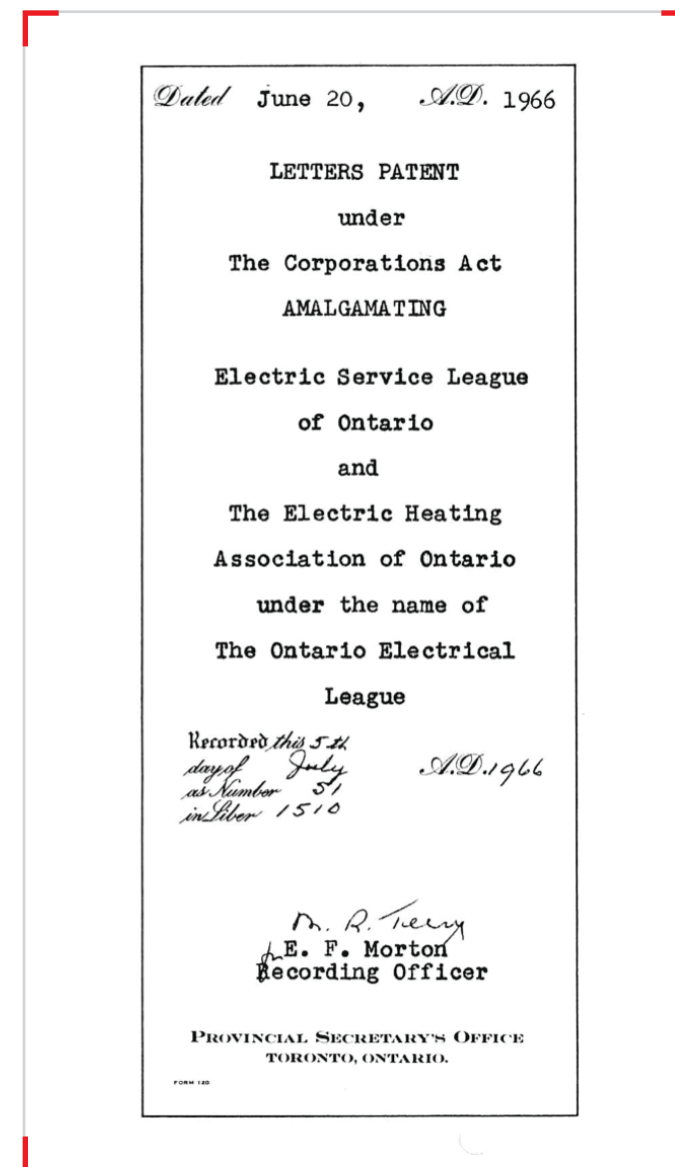 Dated June 20, A.D. 1966
LETTERS PATENT
under
The Corporations Act
AMALGAMATING
Electric Service League
of Ontario
and
The Electric Heating
Association of Ontario
under the name of
The Ontario Electrical
League
Recorded this 5th
day of July A.D. 1966
as Number 51
in Liber 1510
M. R. Terry
for E. F. Morton
Recording Officer
PROVINCIAL SECRETARY'S OFFICE
TORONTO, ONTARIO.
FORM 120